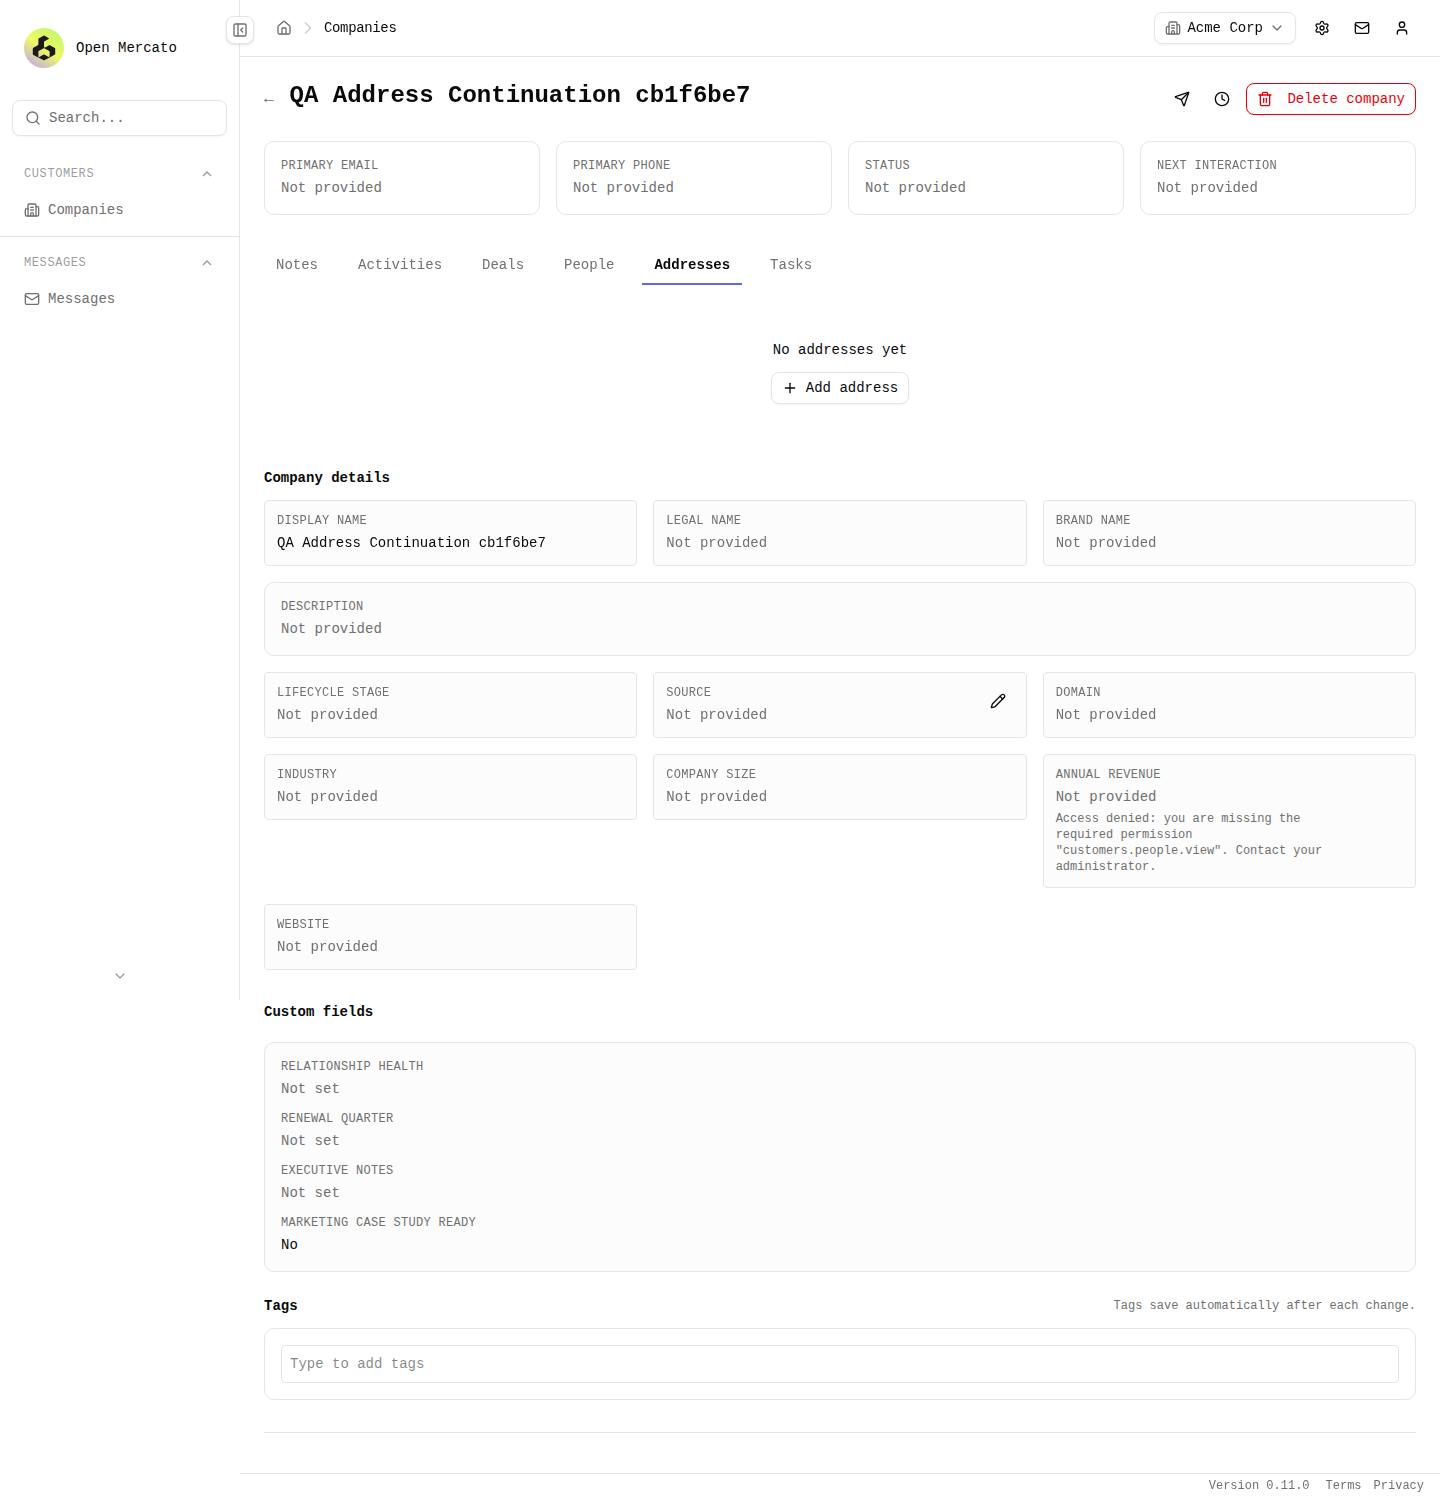 Open Mercato
Search...
CUSTOMERS
Companies
MESSAGES
Messages
Companies
Acme Corp
← QA Address Continuation cb1f6be7
Delete company
PRIMARY EMAIL
Not provided
PRIMARY PHONE
Not provided
STATUS
Not provided
NEXT INTERACTION
Not provided
Notes
Activities
Deals
People
Addresses
Tasks
No addresses yet
Add address
Company details
DISPLAY NAME
QA Address Continuation cb1f6be7
LEGAL NAME
Not provided
BRAND NAME
Not provided
DESCRIPTION
Not provided
LIFECYCLE STAGE
Not provided
SOURCE
Not provided
DOMAIN
Not provided
INDUSTRY
Not provided
COMPANY SIZE
Not provided
ANNUAL REVENUE
Not provided
Access denied: you are missing the
required permission
"customers.people.view". Contact your
administrator.
WEBSITE
Not provided
Custom fields
RELATIONSHIP HEALTH
Not set
RENEWAL QUARTER
Not set
EXECUTIVE NOTES
Not set
MARKETING CASE STUDY READY
No
Tags
Tags save automatically after each change.
Type to add tags
Version 0.11.0
Terms
Privacy